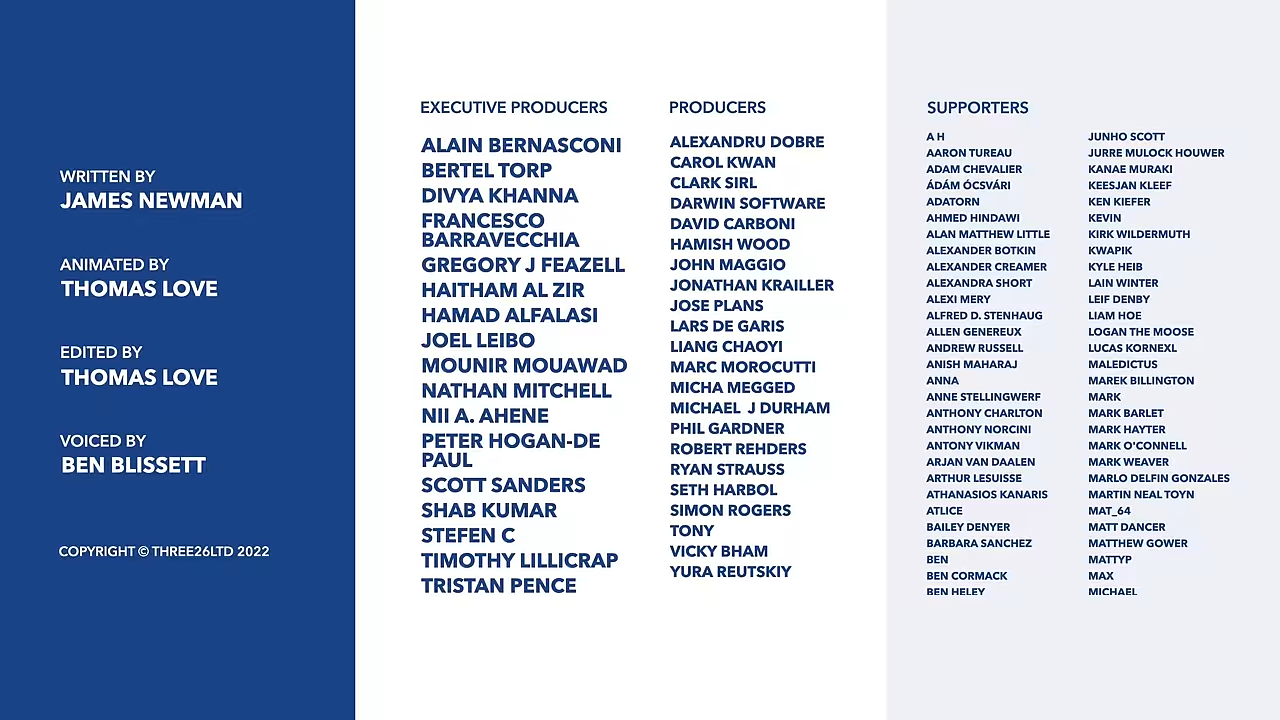 WRITTEN BY
JAMES NEWMAN
ANIMATED BY
THOMAS LOVE
EDITED BY
THOMAS LOVE
VOICED BY
BEN BLISSETT
COPYRIGHT © THREE26LTD 2022
EXECUTIVE PRODUCERS
ALAIN BERNASCONI
BERTEL TORP
DIVYA KHANNA
FRANCESCO
BARRAVECCHIA
GREGORY J FEAZELL
HAITHAM AL ZIR
HAMAD ALFALASI
JOEL LEIBO
MOUNIR MOUAWAD
NATHAN MITCHELL
NII A. AHENE
PETER HOGAN-DE
PAUL
SCOTT SANDERS
SHAB KUMAR
STEFEN C
TIMOTHY LILLICRAP
TRISTAN PENCE
PRODUCERS
ALEXANDRU DOBRE
CAROL KWAN
CLARK SIRL
DARWIN SOFTWARE
DAVID CARBONI
HAMISH WOOD
JOHN MAGGIO
JONATHAN KRAILLER
JOSE PLANS
LARS DE GARIS
LIANG CHAOYI
MARC MOROCUTTI
MICHA MEGGED
MICHAEL  J DURHAM
PHIL GARDNER
ROBERT REHDERS
RYAN STRAUSS
SETH HARBOL
SIMON ROGERS
TONY
VICKY BHAM
YURA REUTSKIY
SUPPORTERS
A H
AARON TUREAU
ADAM CHEVALIER
ÁDÁM ÓCSVÁRI
ADATORN
AHMED HINDAWI
ALAN MATTHEW LITTLE
ALEXANDER BOTKIN
ALEXANDER CREAMER
ALEXANDRA SHORT
ALEXI MERY
ALFRED D. STENHAUG
ALLEN GENEREUX
ANDREW RUSSELL
ANISH MAHARAJ
ANNA
ANNE STELLINGWERF
ANTHONY CHARLTON
ANTHONY NORCINI
ANTONY VIKMAN
ARJAN VAN DAALEN
ARTHUR LESUISSE
ATHANASIOS KANARIS
ATLICE
BAILEY DENYER
BARBARA SANCHEZ
BEN
BEN CORMACK
BEN HELEY
JUNHO SCOTT
JURRE MULOCK HOUWER
KANAE MURAKI
KEESJAN KLEEF
KEN KIEFER
KEVIN
KIRK WILDERMUTH
KWAPIK
KYLE HEIB
LAIN WINTER
LEIF DENBY
LIAM HOE
LOGAN THE MOOSE
LUCAS KORNEXL
MALEDICTUS
MAREK BILLINGTON
MARK
MARK BARLET
MARK HAYTER
MARK O'CONNELL
MARK WEAVER
MARLO DELFIN GONZALES
MARTIN NEAL TOYN
MAT_64
MATT DANCER
MATTHEW GOWER
MATTYP
MAX
MICHAEL